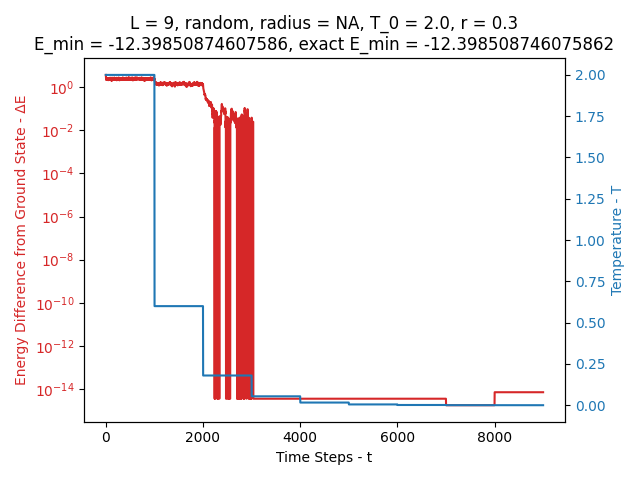 L = 9, random, radius = NA, T_0 = 2.0, r = 0.3
E_min = -12.39850874607586, exact E_min = -12.398508746075862
Energy Difference from Ground State - ΔE
10^0
10^-2
10^-4
10^-6
10^-8
10^-10
10^-12
10^-14
2.00
1.75
1.50
1.25
1.00
0.75
0.50
0.25
0.00
Temperature - T
0 2000 4000 6000 8000
Time Steps - t